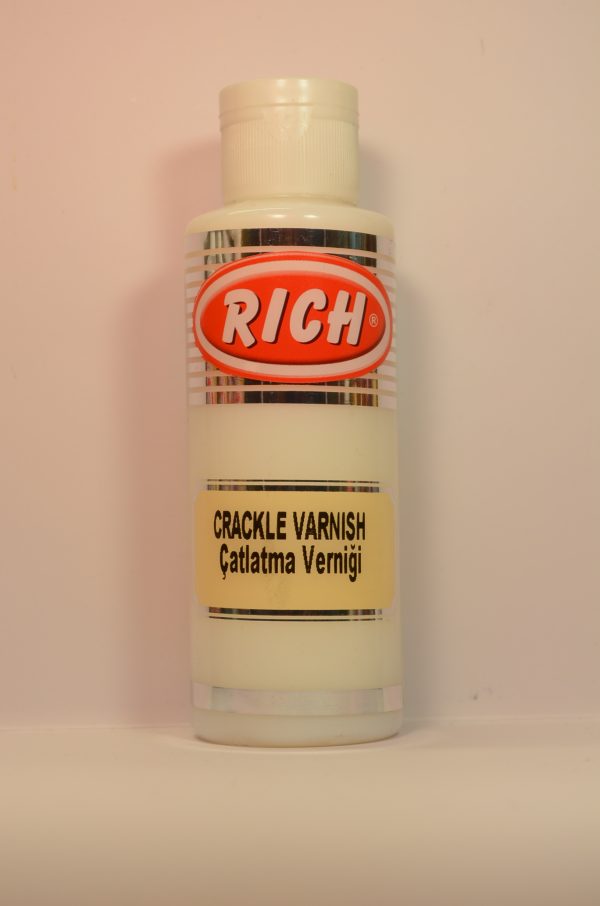 RICH®
CRACKLE VARNISH
Çatlatma Verniği